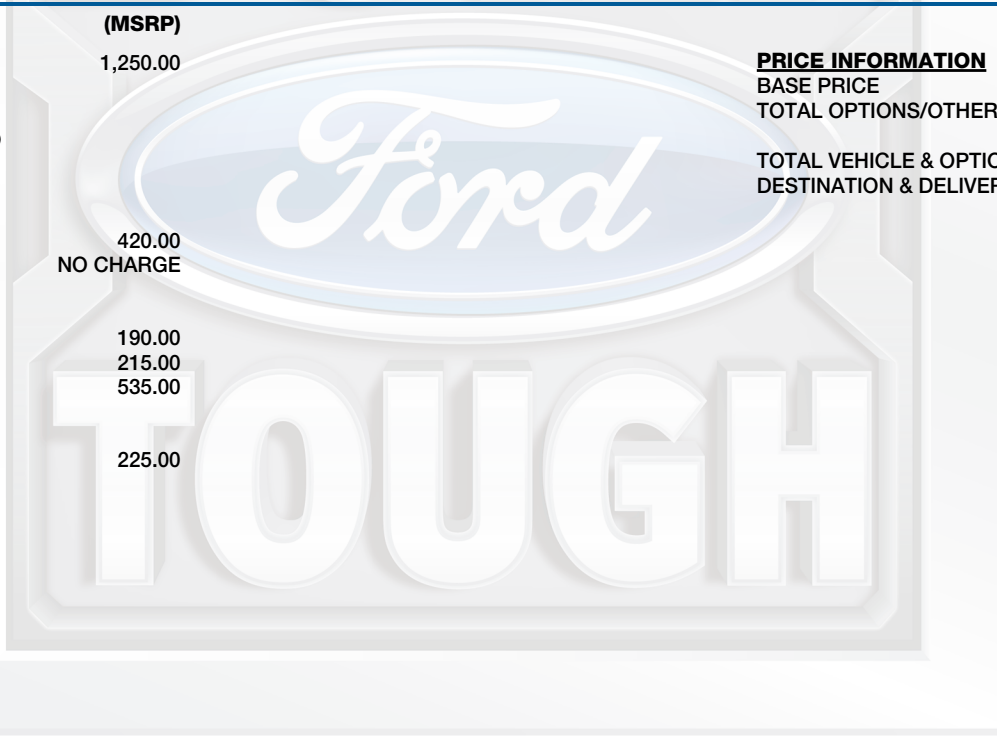 (MSRP)
1,250.00
420.00
NO CHARGE
190.00
215.00
535.00
225.00
PRICE INFORMATION
BASE PRICE
TOTAL OPTIONS/OTHER
TOTAL VEHICLE & OPTIO
DESTINATION & DELIVER
Ford
TOUGH